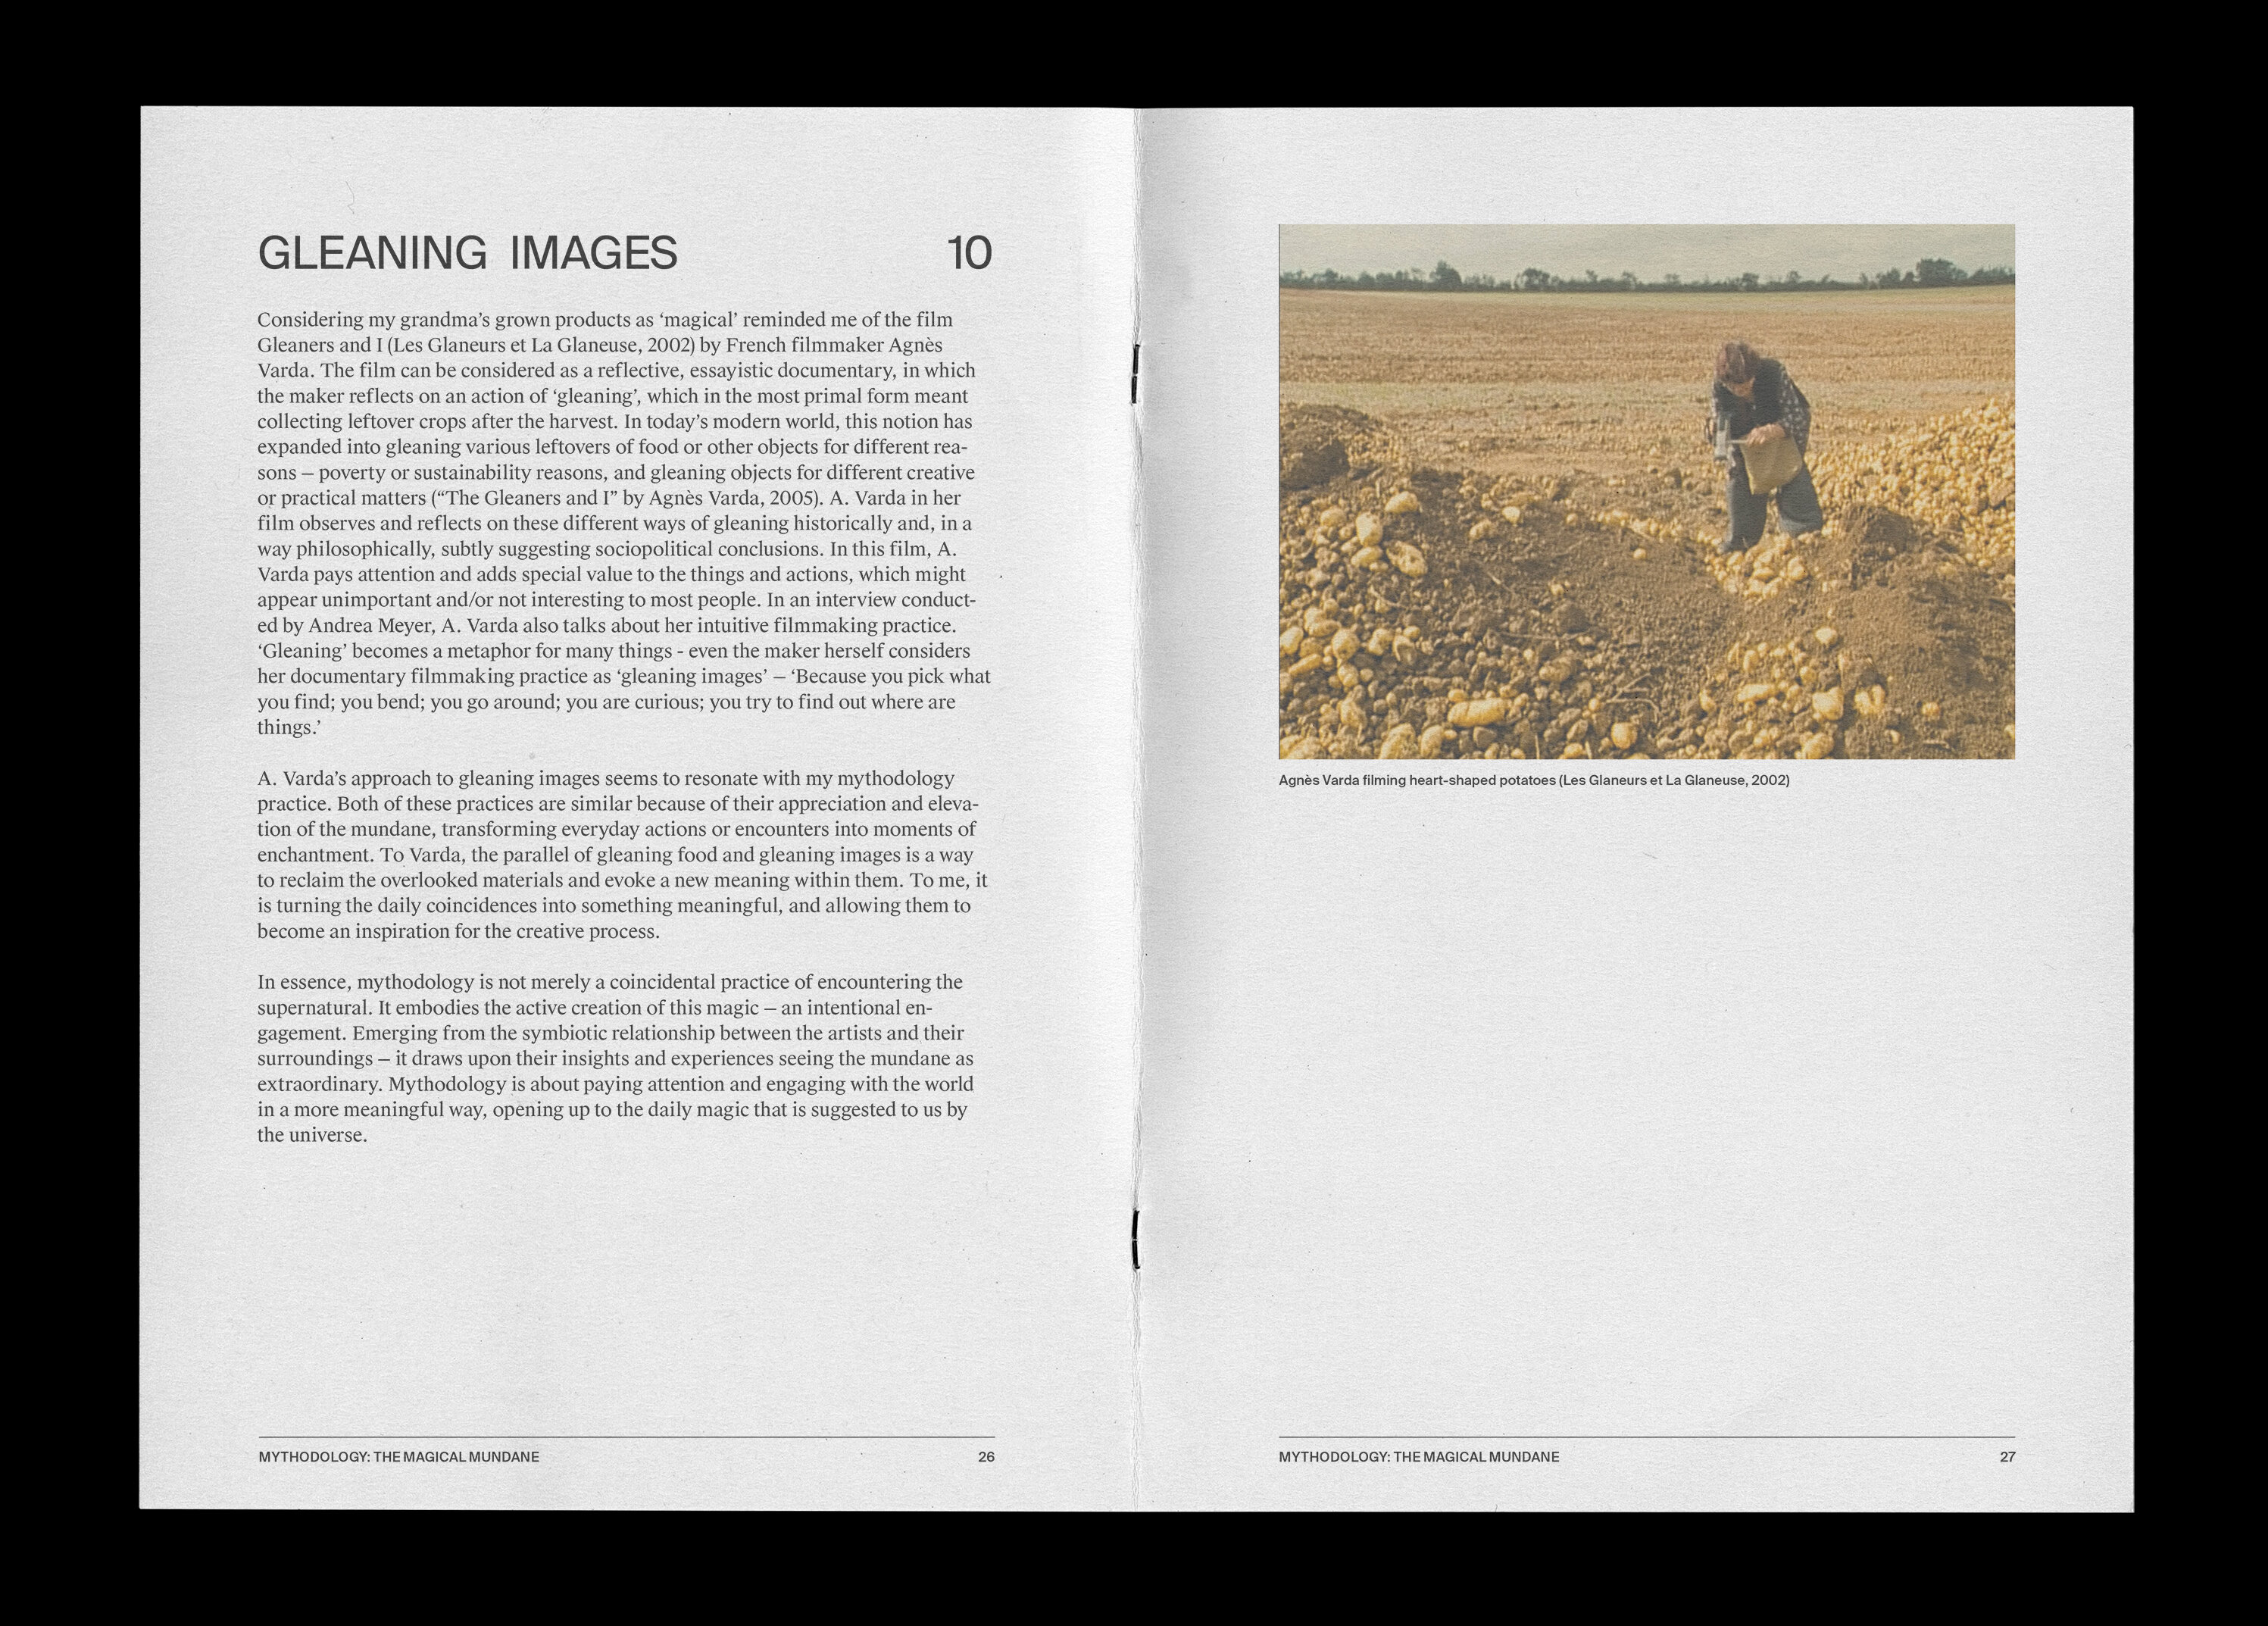 GLEANING IMAGES 10
Considering my grandma’s grown products as ‘magical’ reminded me of the film
Gleaners and I (Les Glaneurs et La Glaneuse, 2002) by French filmmaker Agnès
Varda. The film can be considered as a reflective, essayistic documentary, in which
the maker reflects on an action of ‘gleaning’, which in the most primal form meant
collecting leftover crops after the harvest. In today’s modern world, this notion has
expanded into gleaning various leftovers of food or other objects for different rea-
sons – poverty or sustainability reasons, and gleaning objects for different creative
or practical matters (“The Gleaners and I” by Agnès Varda, 2005). A. Varda in her
film observes and reflects on these different ways of gleaning historically and, in a
way philosophically, subtly suggesting sociopolitical conclusions. In this film, A.
Varda pays attention and adds special value to the things and actions, which might
appear unimportant and/or not interesting to most people. In an interview conduct-
ed by Andrea Meyer, A. Varda also talks about her intuitive filmmaking practice.
‘Gleaning’ becomes a metaphor for many things - even the maker herself considers
her documentary filmmaking practice as ‘gleaning images’ – ‘Because you pick what
you find; you bend; you go around; you are curious; you try to find out where are
things.’
A. Varda’s approach to gleaning images seems to resonate with my mythodology
practice. Both of these practices are similar because of their appreciation and eleva-
tion of the mundane, transforming everyday actions or encounters into moments of
enchantment. To Varda, the parallel of gleaning food and gleaning images is a way
to reclaim the overlooked materials and evoke a new meaning within them. To me, it
is turning the daily coincidences into something meaningful, and allowing them to
become an inspiration for the creative process.
In essence, mythodology is not merely a coincidental practice of encountering the
supernatural. It embodies the active creation of this magic – an intentional en-
gagement. Emerging from the symbiotic relationship between the artists and their
surroundings – it draws upon their insights and experiences seeing the mundane as
extraordinary. Mythodology is about paying attention and engaging with the world
in a more meaningful way, opening up to the daily magic that is suggested to us by
the universe.
MYTHODOLOGY: THE MAGICAL MUNDANE 26
Agnès Varda filming heart-shaped potatoes (Les Glaneurs et La Glaneuse, 2002)
MYTHODOLOGY: THE MAGICAL MUNDANE 27